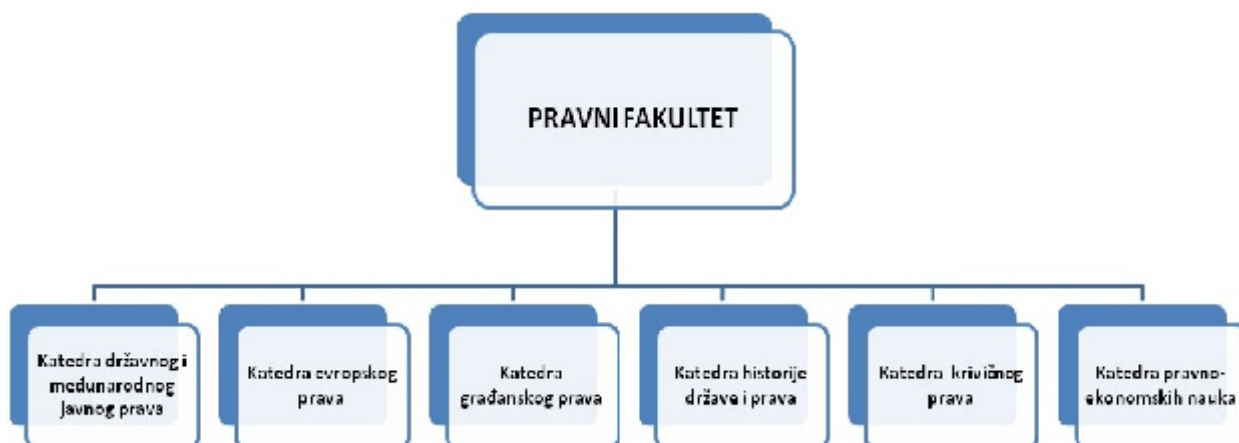 PRAVNI FAKULTET
Katedra državnog i
međunarodnog
javnog prava
Katedra evropskog
prava
Katedra
građanskog prava
Katedra historije
države i prava
Katedra krivičnog
prava
Katedra pravno-
ekonomskih nauka